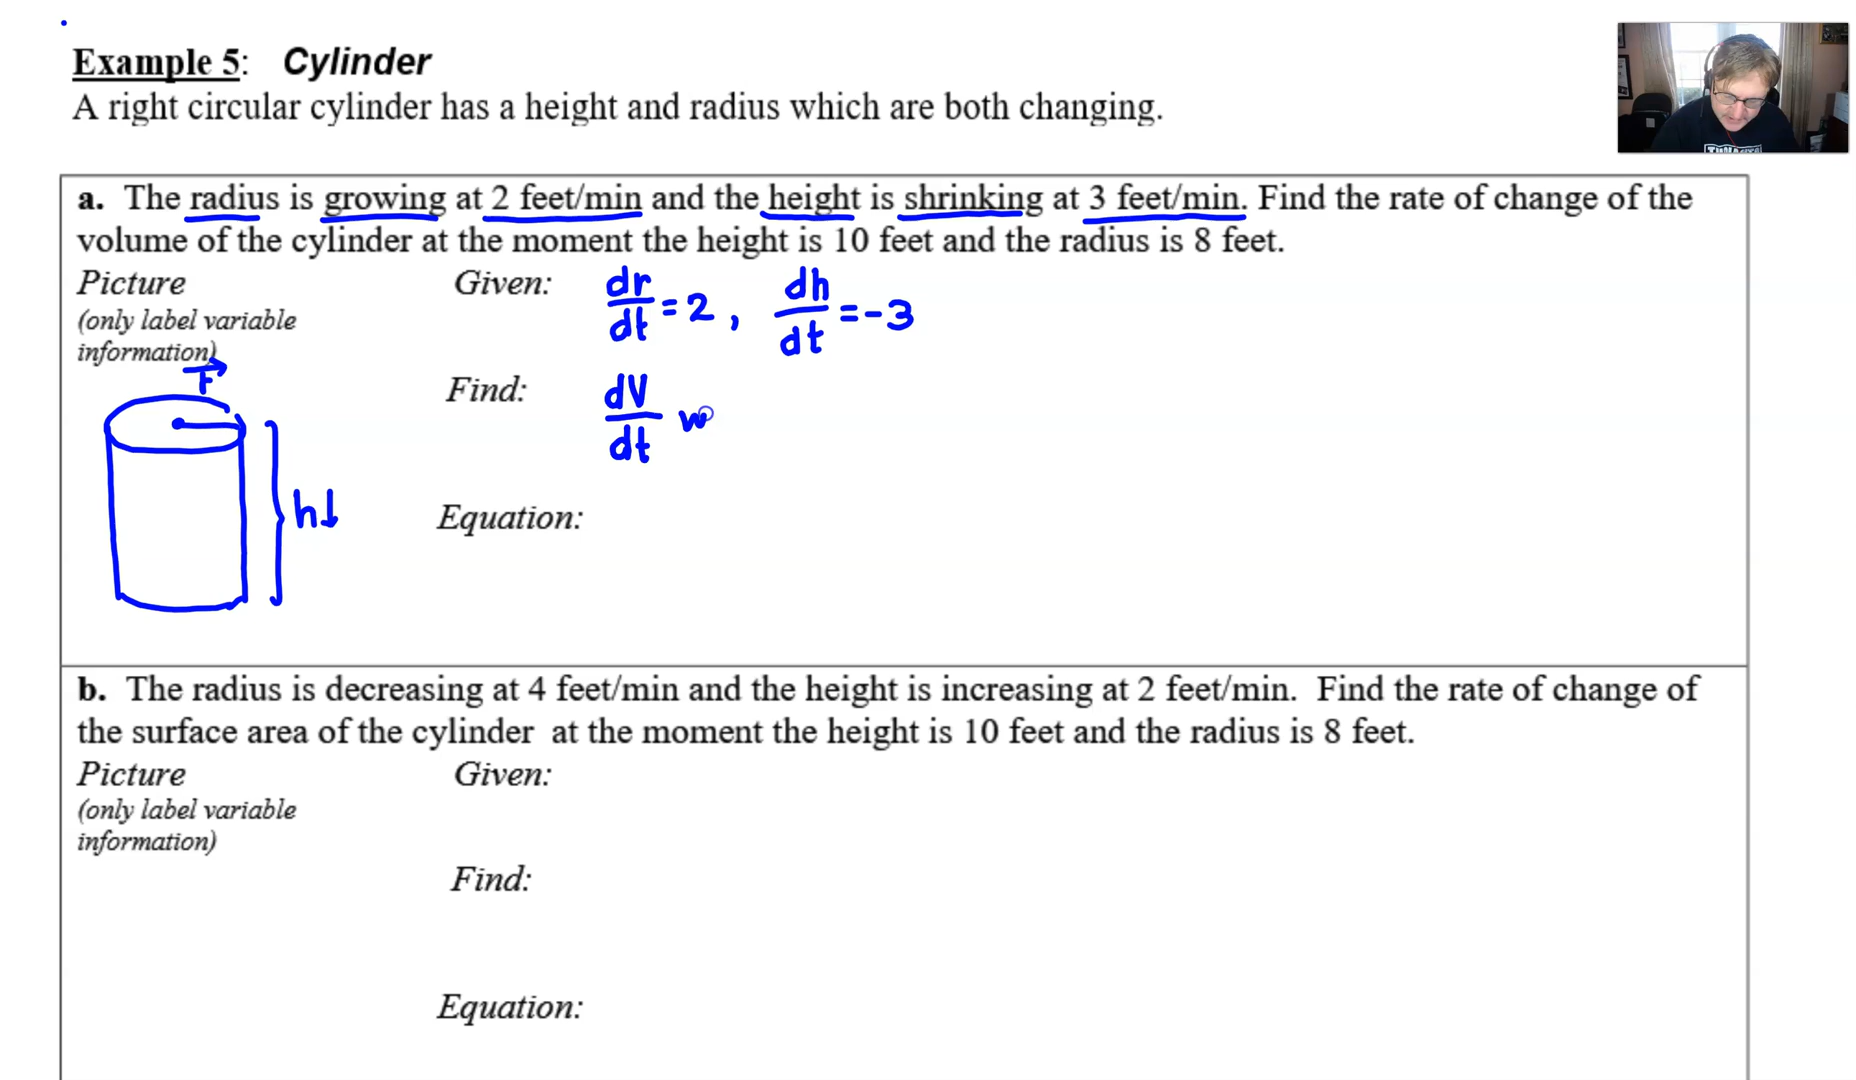 Example 5: Cylinder
A right circular cylinder has a height and radius which are both changing.
a. The radius is growing at 2 feet/min and the height is shrinking at 3 feet/min. Find the rate of change of the
volume of the cylinder at the moment the height is 10 feet and the radius is 8 feet.
Picture
(only label variable
information)
r
h↓
Given: dr/dt = 2, dh/dt = -3
Find: dV/dt w
Equation:
b. The radius is decreasing at 4 feet/min and the height is increasing at 2 feet/min. Find the rate of change of
the surface area of the cylinder at the moment the height is 10 feet and the radius is 8 feet.
Picture
(only label variable
information)
Given:
Find:
Equation: